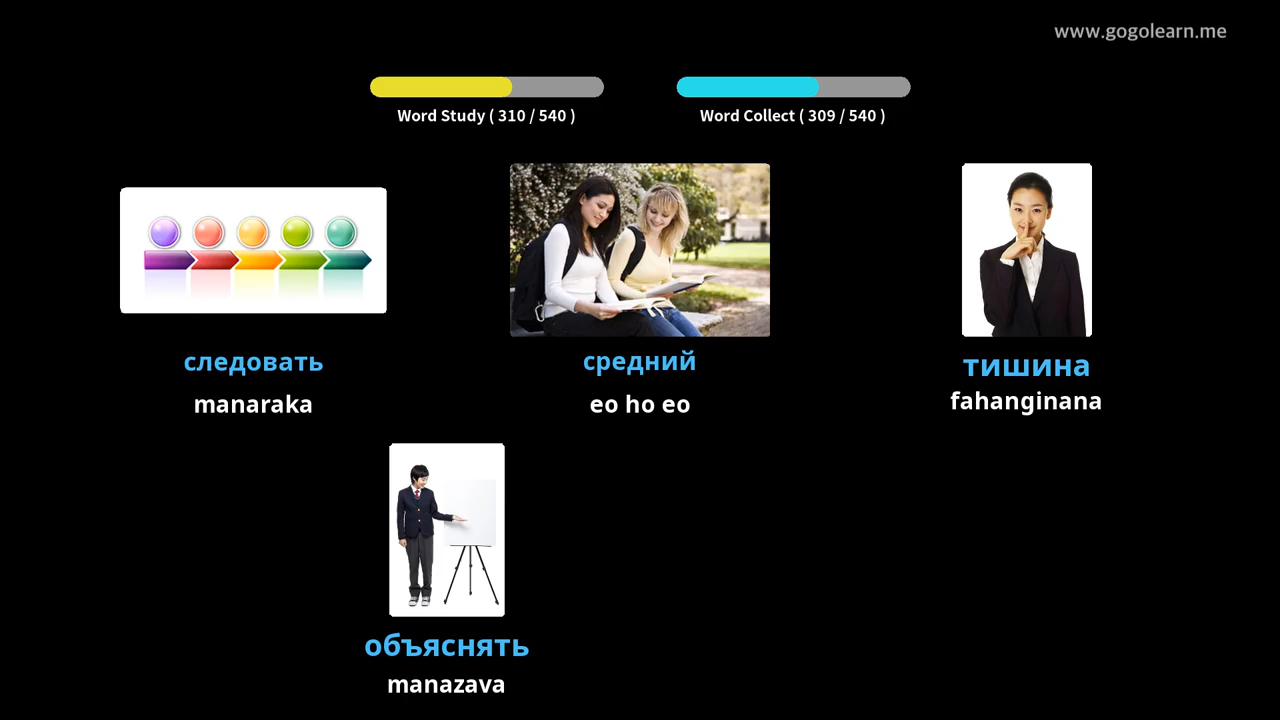 www.gogolearn.me
Word Study ( 310 / 540 )
Word Collect ( 309 / 540 )
следовать
manaraka
средний
eo ho eo
тишина
fahanginana
объяснять
manazava